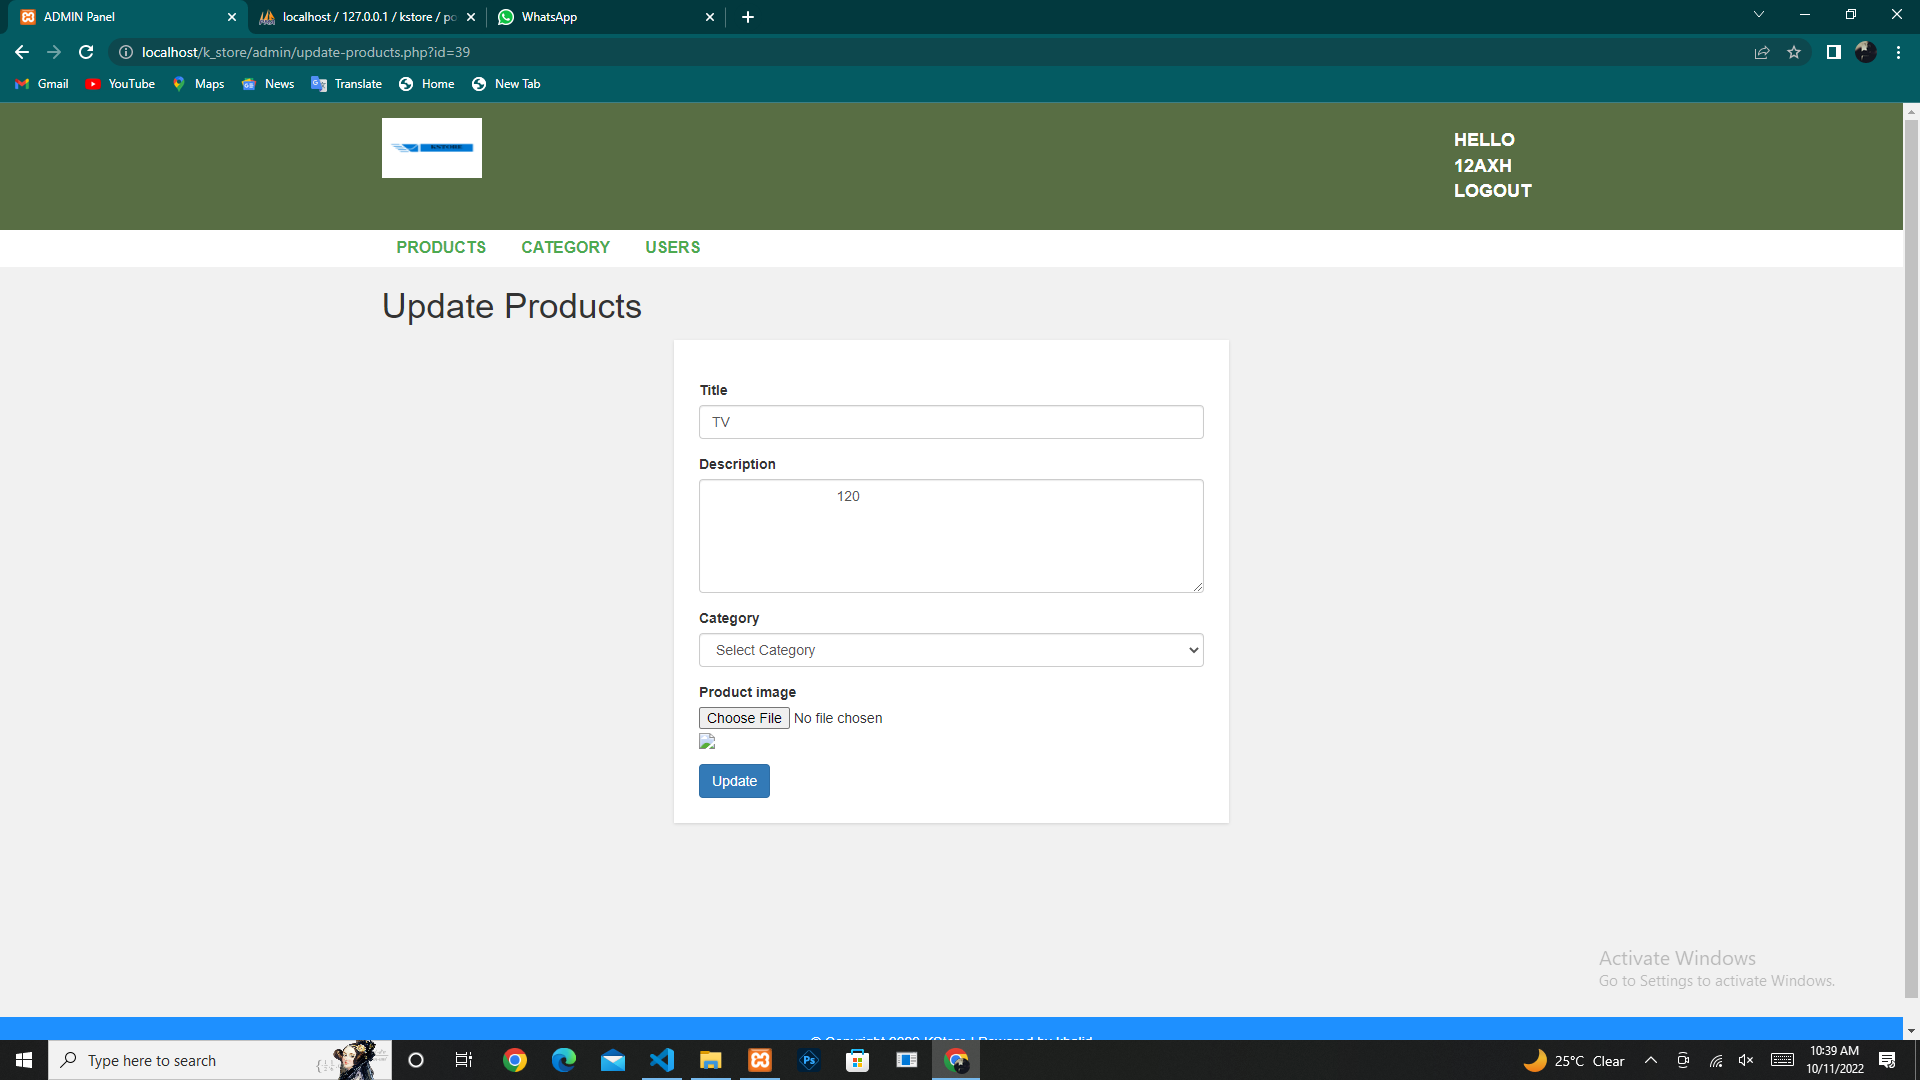 ADMIN Panel
localhost / 127.0.0.1 / kstore / po
WhatsApp
localhost/k_store/admin/update-products.php?id=39
Gmail
YouTube
Maps
News
Translate
Home
New Tab
KSTORE
HELLO
12AXH
LOGOUT
PRODUCTS
CATEGORY
USERS
Update Products
Title
TV
Description
120
Category
Select Category
Product image
Choose File No file chosen
Update
Activate Windows
Go to Settings to activate Windows.
Type here to search
Ps
25°C Clear
10:39 AM
10/11/2022